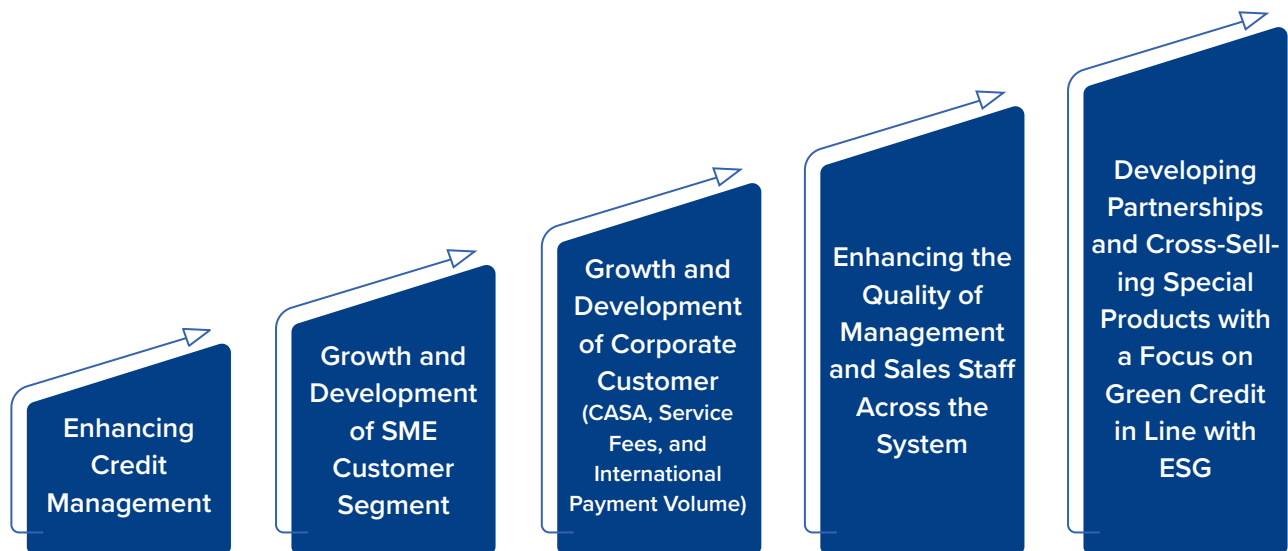 Enhancing
Credit
Management
Growth and
Development
of SME
Customer
Segment
Growth and
Development
of Corporate
Customer
(CASA, Service
Fees, and
International
Payment Volume)
Enhancing the
Quality of
Management
and Sales Staff
Across the
System
Developing
Partnerships
and Cross-Sell-
ing Special
Products with
a Focus on
Green Credit
in Line with
ESG